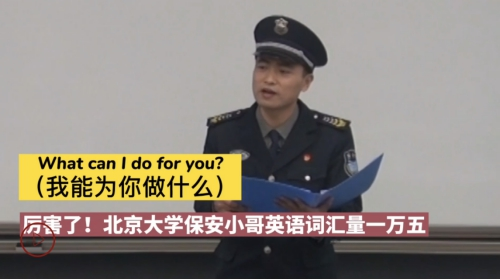 What can I do for you?
（我能为你做什么）
厉害了！北京大学保安小哥英语词汇量一万五